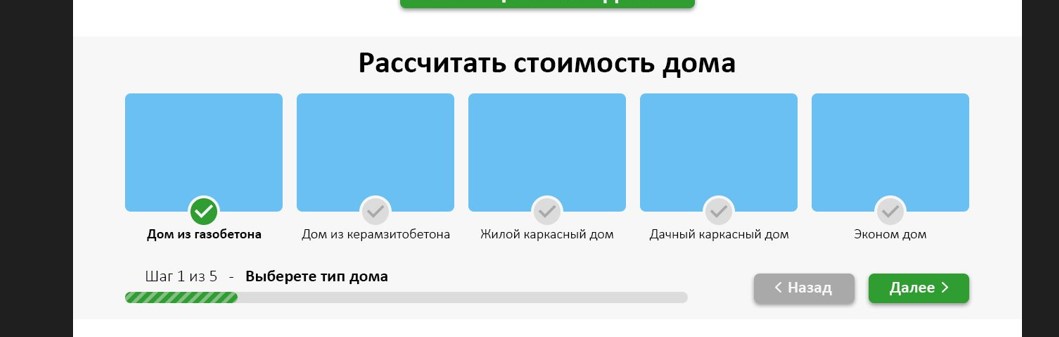 Рассчитать стоимость дома
Дом из газобетона
Дом из керамзитобетона
Жилой каркасный дом
Дачный каркасный дом
Эконом дом
Шаг 1 из 5 - Выберете тип дома
Назад
Далее